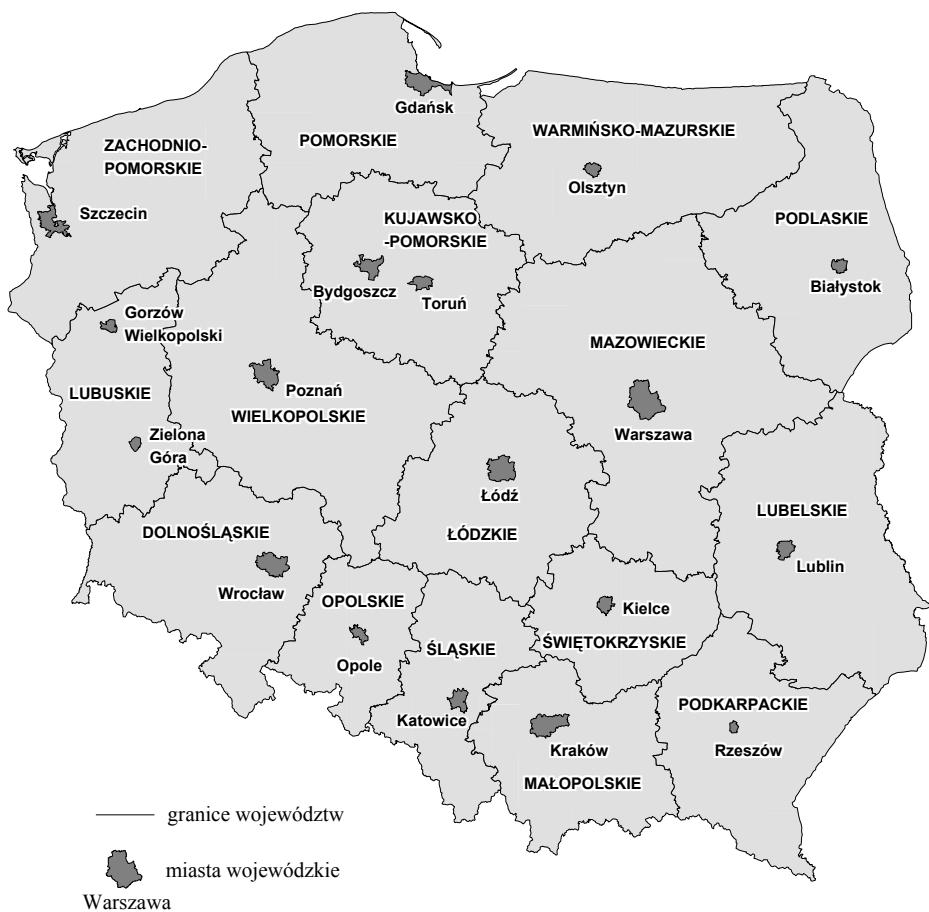 Gdańsk
POMORSKIE
WARMIŃSKO-MAZURSKIE
Olsztyn
ZACHODNIO-
POMORSKIE
Szczecin
KUJAWSKO
-POMORSKIE
Bydgoszcz
Toruń
PODLASKIE
Białystok
Gorzów
Wielkopolski
LUBUSKIE
Zielona
Góra
Poznań
WIELKOPOLSKIE
MAZOWIECKIE
Warszawa
Łódź
ŁÓDZKIE
LUBELSKIE
Lublin
DOLNOŚLĄSKIE
Wrocław
OPOLSKIE
Opole
ŚLĄSKIE
Katowice
Kielce
ŚWIĘTOKRZYSKIE
Kraków
MAŁOPOLSKIE
PODKARPACKIE
Rzeszów
granice województw
miasta wojewódzkie
Warszawa